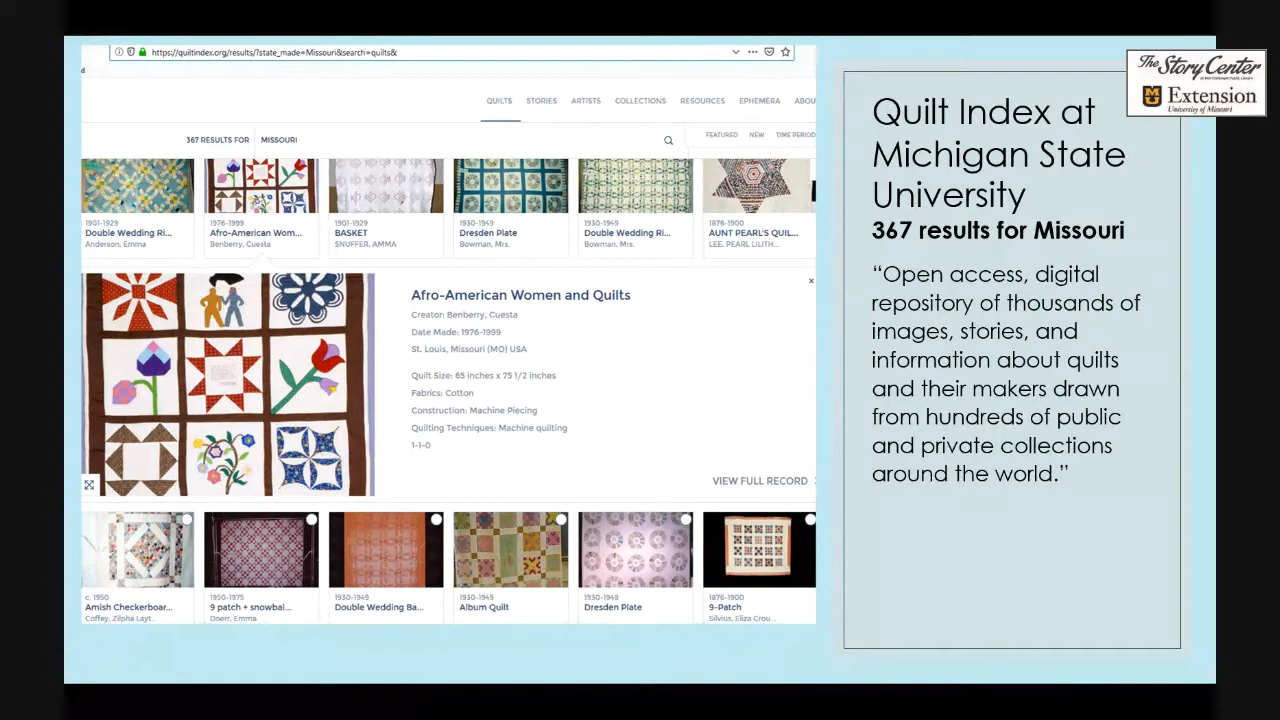 https://quiltindex.org/results/?state_made=Missouri&search=quilts&
d
QUILTS STORIES ARTISTS COLLECTIONS RESOURCES EPHEMERA ABOU
367 RESULTS FOR MISSOURI
FEATURED NEW TIME PERIOD
1901-1929
Double Wedding Ri...
Anderson, Emma
1976-1999
Afro-American Wom...
Benberry, Cuesta
1901-1929
BASKET
SNUFFER, AMMA
1930-1949
Dresden Plate
Bowman, Mrs.
1930-1949
Double Wedding Ri...
Bowman, Mrs.
1876-1900
AUNT PEARL'S QUIL...
LEE, PEARL LILITH...
Afro-American Women and Quilts
Creator: Benberry, Cuesta
Date Made: 1976-1999
St. Louis, Missouri (MO) USA
Quilt Size: 65 inches x 75 1/2 inches
Fabrics: Cotton
Construction: Machine Piecing
Quilting Techniques: Machine quilting
1-1-0
VIEW FULL RECORD
c. 1950
Amish Checkerboar...
Coffey, Zilpha Layt...
1950-1975
9 patch + snowbal...
Doerr, Emma
1930-1949
Double Wedding Ba...
1930-1949
Album Quilt
1930-1949
Dresden Plate
1876-1900
9-Patch
Silvius, Eliza Crou...
The Story Center
at Mid-Continent Public Library
MU Extension
University of Missouri
Quilt Index at
Michigan State
University
367 results for Missouri
“Open access, digital
repository of thousands of
images, stories, and
information about quilts
and their makers drawn
from hundreds of public
and private collections
around the world.”